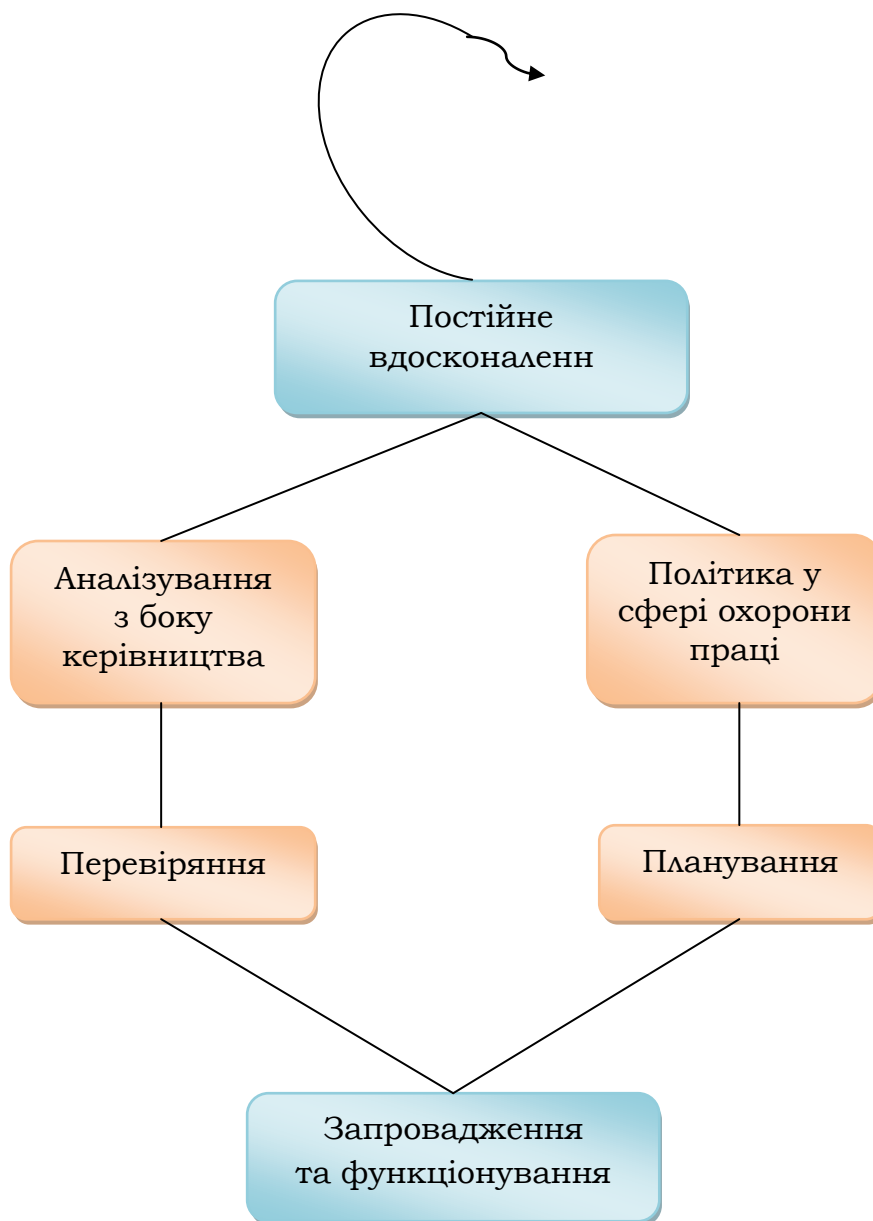 Постійне
вдосконаленн
Аналізування
з боку
керівництва
Політика у
сфері охорони
праці
Перевіряння
Планування
Запровадження
та функціонування